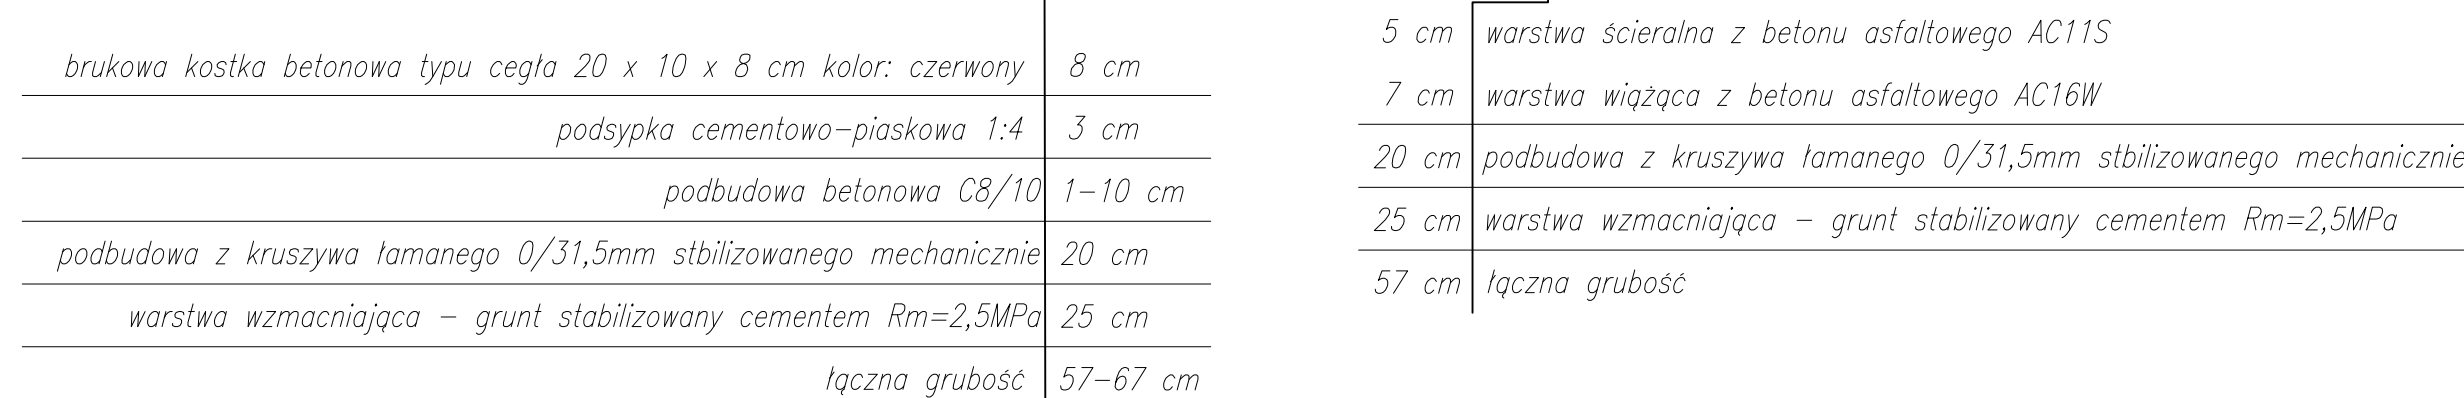 brukowa kostka betonowa typu cegła 20 x 10 x 8 cm kolor: czerwony 8 cm
podsypka cementowo-piaskowa 1:4 3 cm
podbudowa betonowa C8/10 1-10 cm
podbudowa z kruszywa łamanego 0/31,5mm stbilizowanego mechanicznie 20 cm
warstwa wzmacniająca - grunt stabilizowany cementem Rm=2,5MPa 25 cm
łączna grubość 57-67 cm
5 cm warstwa ścieralna z betonu asfaltowego AC11S
7 cm warstwa wiążąca z betonu asfaltowego AC16W
20 cm podbudowa z kruszywa łamanego 0/31,5mm stbilizowanego mechanicznie
25 cm warstwa wzmacniająca - grunt stabilizowany cementem Rm=2,5MPa
57 cm łączna grubość